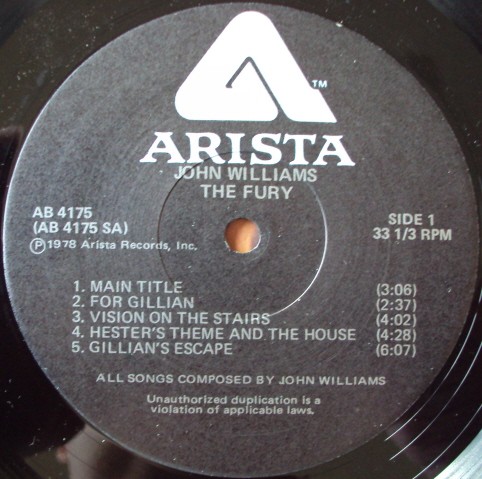 ™
ARISTA
JOHN WILLIAMS
THE FURY
AB 4175
(AB 4175 SA)
Ⓟ1978 Arista Records, Inc.
SIDE 1
33 1/3 RPM
1. MAIN TITLE (3:06)
2. FOR GILLIAN (2:37)
3. VISION ON THE STAIRS (4:02)
4. HESTER'S THEME AND THE HOUSE (4:28)
5. GILLIAN'S ESCAPE (6:07)
ALL SONGS COMPOSED BY JOHN WILLIAMS
Unauthorized duplication is a
violation of applicable laws.